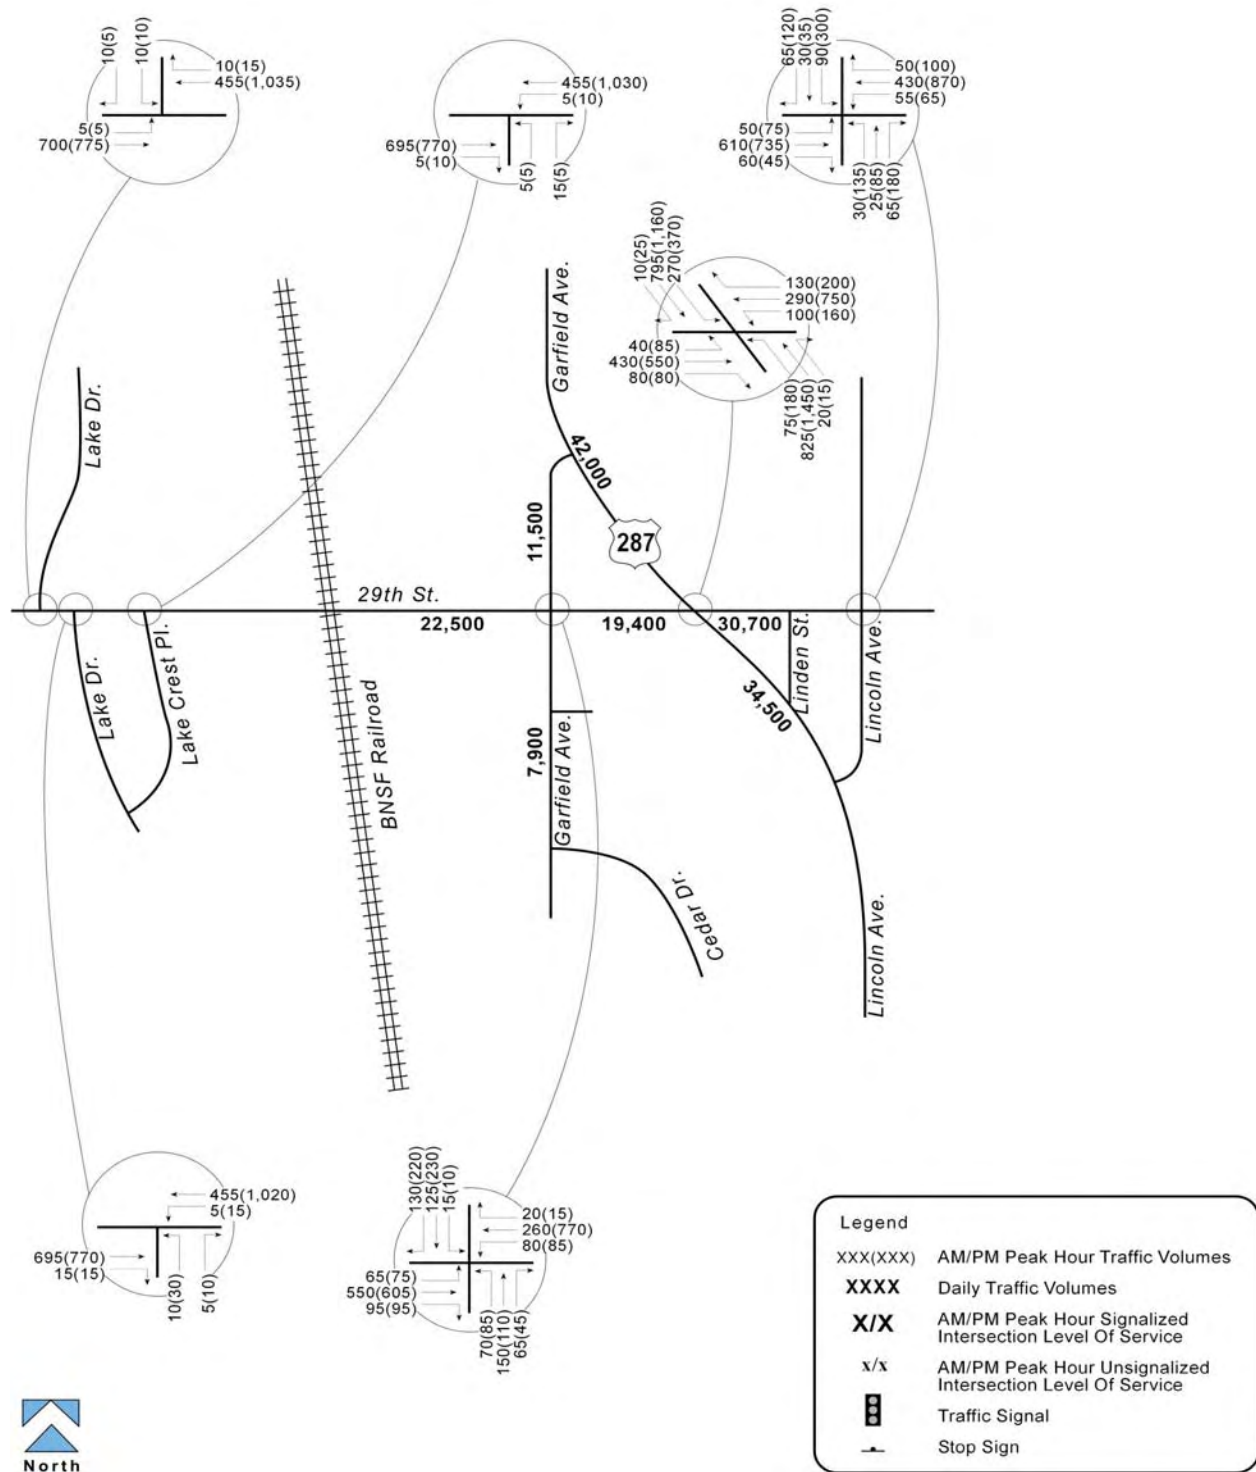 10(5)
10(10)
10(15)
455(1,035)
5(5)
700(775)
455(1,030)
5(10)
695(770)
5(10)
5(5)
15(5)
65(120)
30(35)
90(300)
50(100)
430(870)
55(65)
50(75)
610(735)
60(45)
30(135)
25(85)
65(180)
10(25)
795(1,160)
270(370)
130(200)
290(750)
100(160)
40(85)
430(550)
80(80)
75(180)
825(1,450)
20(15)
Garfield Ave.
Lake Dr.
42,000
11,500
287
29th St.
22,500
19,400
30,700
Linden St.
Lincoln Ave.
Lake Dr.
Lake Crest Pl.
BNSF Railroad
34,500
7,900
Garfield Ave.
Cedar Dr.
Lincoln Ave.
455(1,020)
5(15)
695(770)
15(15)
10(30)
5(10)
130(220)
125(230)
15(10)
20(15)
260(770)
80(85)
65(75)
550(605)
95(95)
70(85)
150(110)
65(45)
Legend
XXX(XXX) AM/PM Peak Hour Traffic Volumes
XXXX Daily Traffic Volumes
X/X AM/PM Peak Hour Signalized
Intersection Level Of Service
x/x AM/PM Peak Hour Unsignalized
Intersection Level Of Service
Traffic Signal
Stop Sign
North